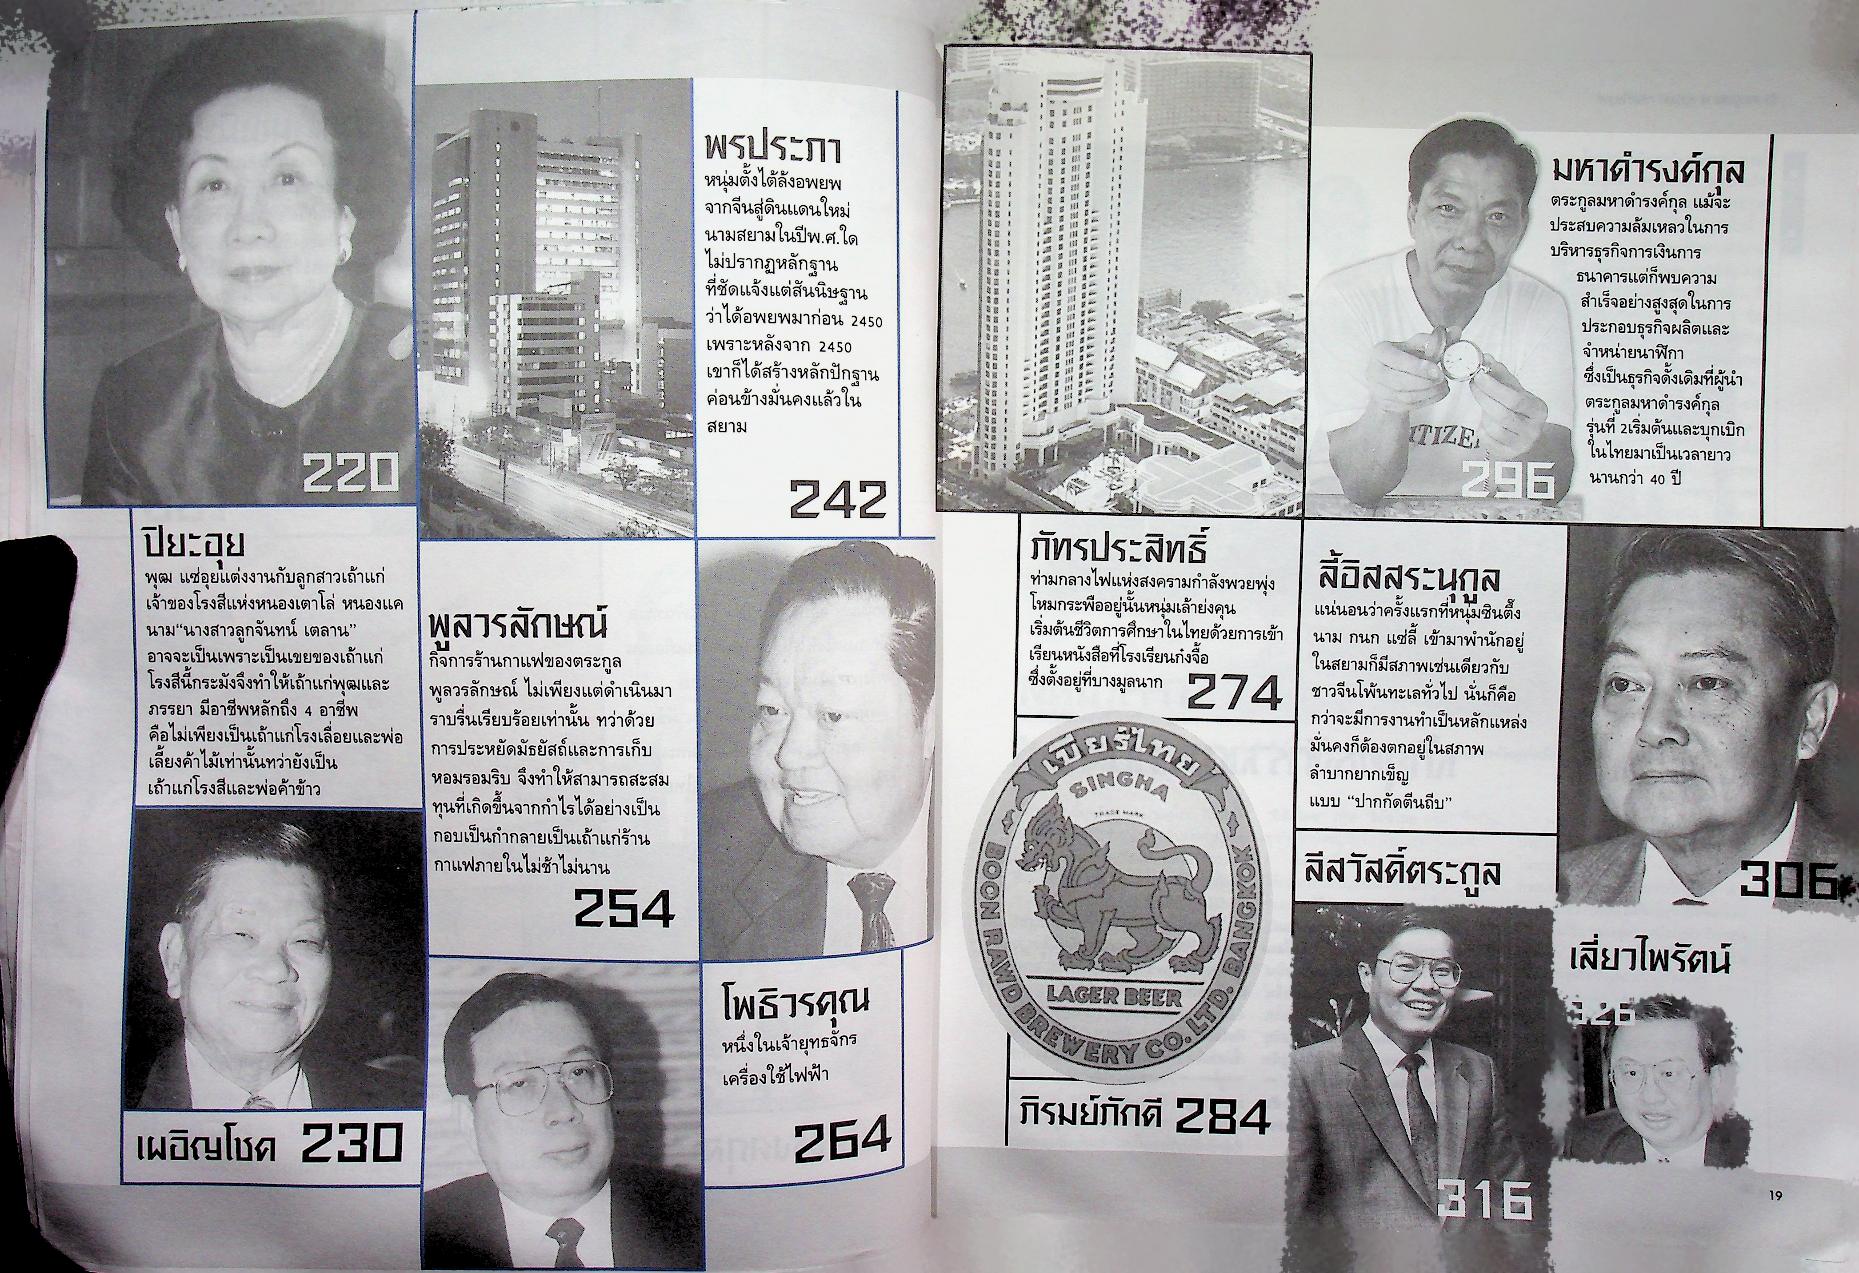 220
ปิยะอุย
พุฒ แซ่อุยแต่งงานกับลูกสาวเถ้าแก่
เจ้าของโรงสีแห่งหนองเตาโล่ หนองแค
นาม“นางสาวลูกจันทน์ เตลาน”
อาจจะเป็นเพราะเป็นเขยของเถ้าแก่
โรงสีนี้กระมังจึงทำให้เถ้าแก่พุฒและ
ภรรยา มีอาชีพหลักถึง 4 อาชีพ
คือไม่เพียงเป็นเถ้าแก่โรงเลื่อยและพ่อ
เลี้ยงค้าไม้เท่านั้นทว่ายังเป็น
เถ้าแก่โรงสีและพ่อค้าข้าว
เผอิญโชค 230
พรประภา
หนุ่มตั้งไต้ล้งอพยพ
จากจีนสู่ดินแดนใหม่
นามสยามในปีพ.ศ.ใด
ไม่ปรากฏหลักฐาน
ที่ชัดแจ้งแต่สันนิษฐาน
ว่าได้อพยพมาก่อน 2450
เพราะหลังจาก 2450
เขาก็ได้สร้างหลักปักฐาน
ค่อนข้างมั่นคงแล้วใน
สยาม
242
พูลวรลักษณ์
กิจการร้านกาแฟของตระกูล
พูลวรลักษณ์ ไม่เพียงแต่ดำเนินมา
ราบรื่นเรียบร้อยเท่านั้น ทว่าด้วย
การประหยัดมัธยัสถ์และการเก็บ
หอมรอมริบ จึงทำให้สามารถสะสม
ทุนที่เกิดขึ้นจากกำไรได้อย่างเป็น
กอบเป็นกำกลายเป็นเถ้าแก่ร้าน
กาแฟภายในไม่ช้าไม่นาน
254
โพธิวรคุณ
หนึ่งในเจ้ายุทธจักร
เครื่องใช้ไฟฟ้า
264
มหาดำรงค์กุล
ตระกูลมหาดำรงค์กุล แม้จะ
ประสบความล้มเหลวในการ
บริหารธุรกิจการเงินการ
ธนาคารแต่ก็พบความ
สำเร็จอย่างสูงสุดในการ
ประกอบธุรกิจผลิตและ
จำหน่ายนาฬิกา
ซึ่งเป็นธุรกิจดั้งเดิมที่ผู้นำ
ตระกูลมหาดำรงค์กุล
รุ่นที่ 2เริ่มต้นและบุกเบิก
ในไทยมาเป็นเวลายาว
นานกว่า 40 ปี
296
ภัทรประสิทธิ์
ท่ามกลางไฟแห่งสงครามกำลังพวยพุ่ง
โหมกระพืออยู่นั้นหนุ่มเล้าย่งคุน
เริ่มต้นชีวิตการศึกษาในไทยด้วยการเข้า
เรียนหนังสือที่โรงเรียนก๋งจื้อ
ซึ่งตั้งอยู่ที่บางมูลนาก 274
เบียร์ไทย
SINGHA
TRADE MARK
LAGER BEER
BOON RAWD BREWERY CO.LTD. BANGKOK
ภิรมย์ภักดี 284
ลี้อิสสระนุกูล
แน่นอนว่าครั้งแรกที่หนุ่มซินตึ๊ง
นาม กนก แซ่ลี้ เข้ามาพำนักอยู่
ในสยามก็มีสภาพเช่นเดียวกับ
ชาวจีนโพ้นทะเลทั่วไป นั่นก็คือ
กว่าจะมีการงานทำเป็นหลักแหล่ง
มั่นคงก็ต้องตกอยู่ในสภาพ
ลำบากยากเข็ญ
แบบ “ปากกัดตีนถีบ”
306
ลีสวัสดิ์ตระกูล
316
เลี่ยวไพรัตน์
326
19